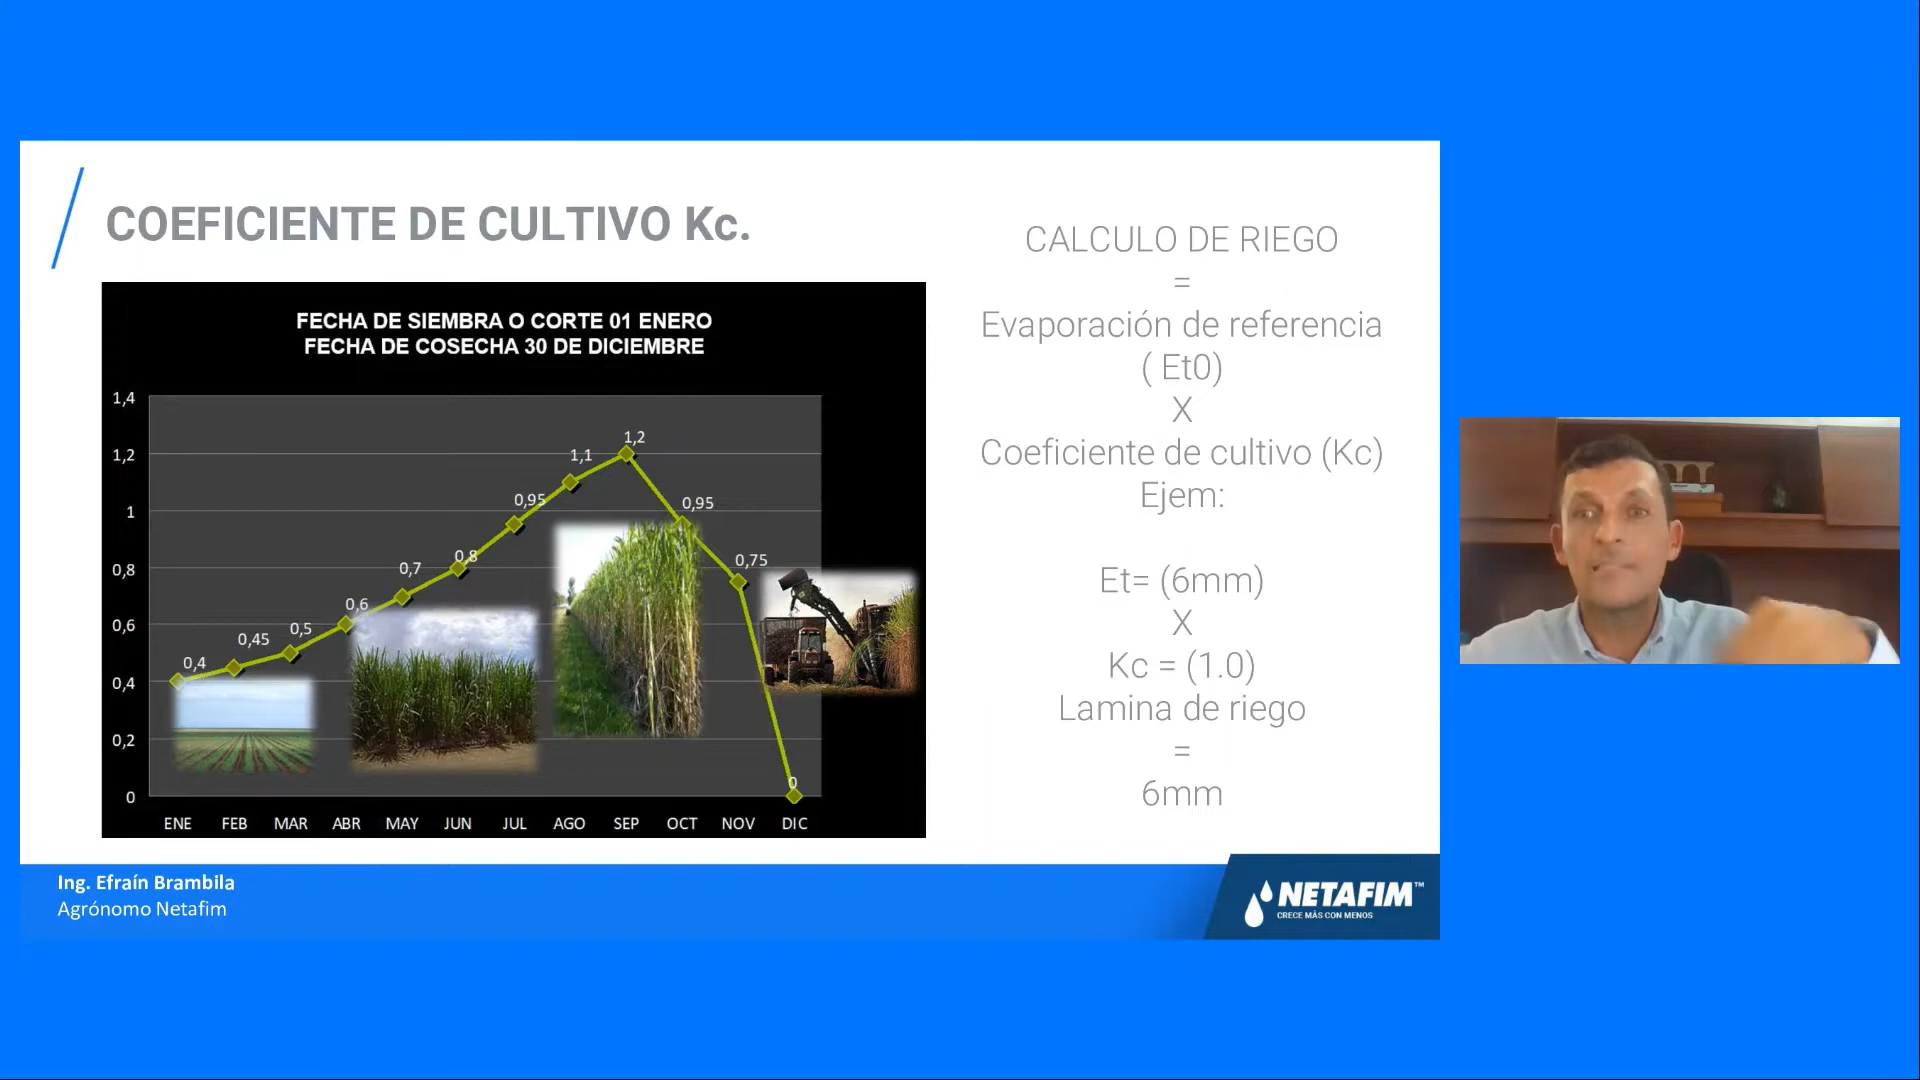 COEFICIENTE DE CULTIVO Kc.
FECHA DE SIEMBRA O CORTE 01 ENERO
FECHA DE COSECHA 30 DE DICIEMBRE
1,4
1,2
1
0,8
0,6
0,4
0,2
0
0,4
0,45
0,5
0,6
0,7
0,8
0,95
1,1
1,2
0,95
0,75
0
ENE FEB MAR ABR MAY JUN JUL AGO SEP OCT NOV DIC
CALCULO DE RIEGO
=
Evaporación de referencia
( Et0)
X
Coeficiente de cultivo (Kc)
Ejem:
Et= (6mm)
X
Kc = (1.0)
Lamina de riego
=
6mm
Ing. Efraín Brambila
Agrónomo Netafim
NETAFIM™
CRECE MÁS CON MENOS